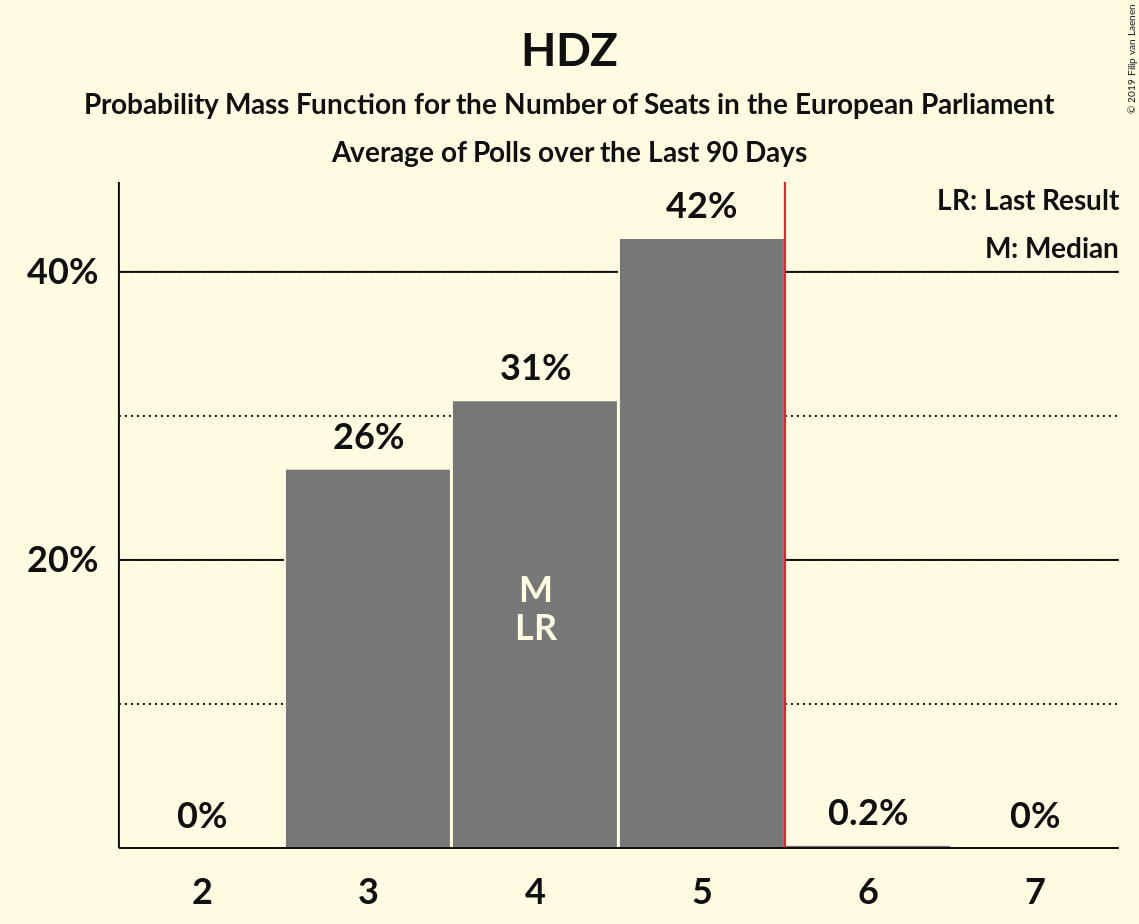 HDZ
Probability Mass Function for the Number of Seats in the European Parliament
Average of Polls over the Last 90 Days
© 2019 Filip van Laenen
LR: Last Result
M: Median
42%
40%
31%
26%
20%
M
LR
0%
0.2%
0%
2
3
4
5
6
7